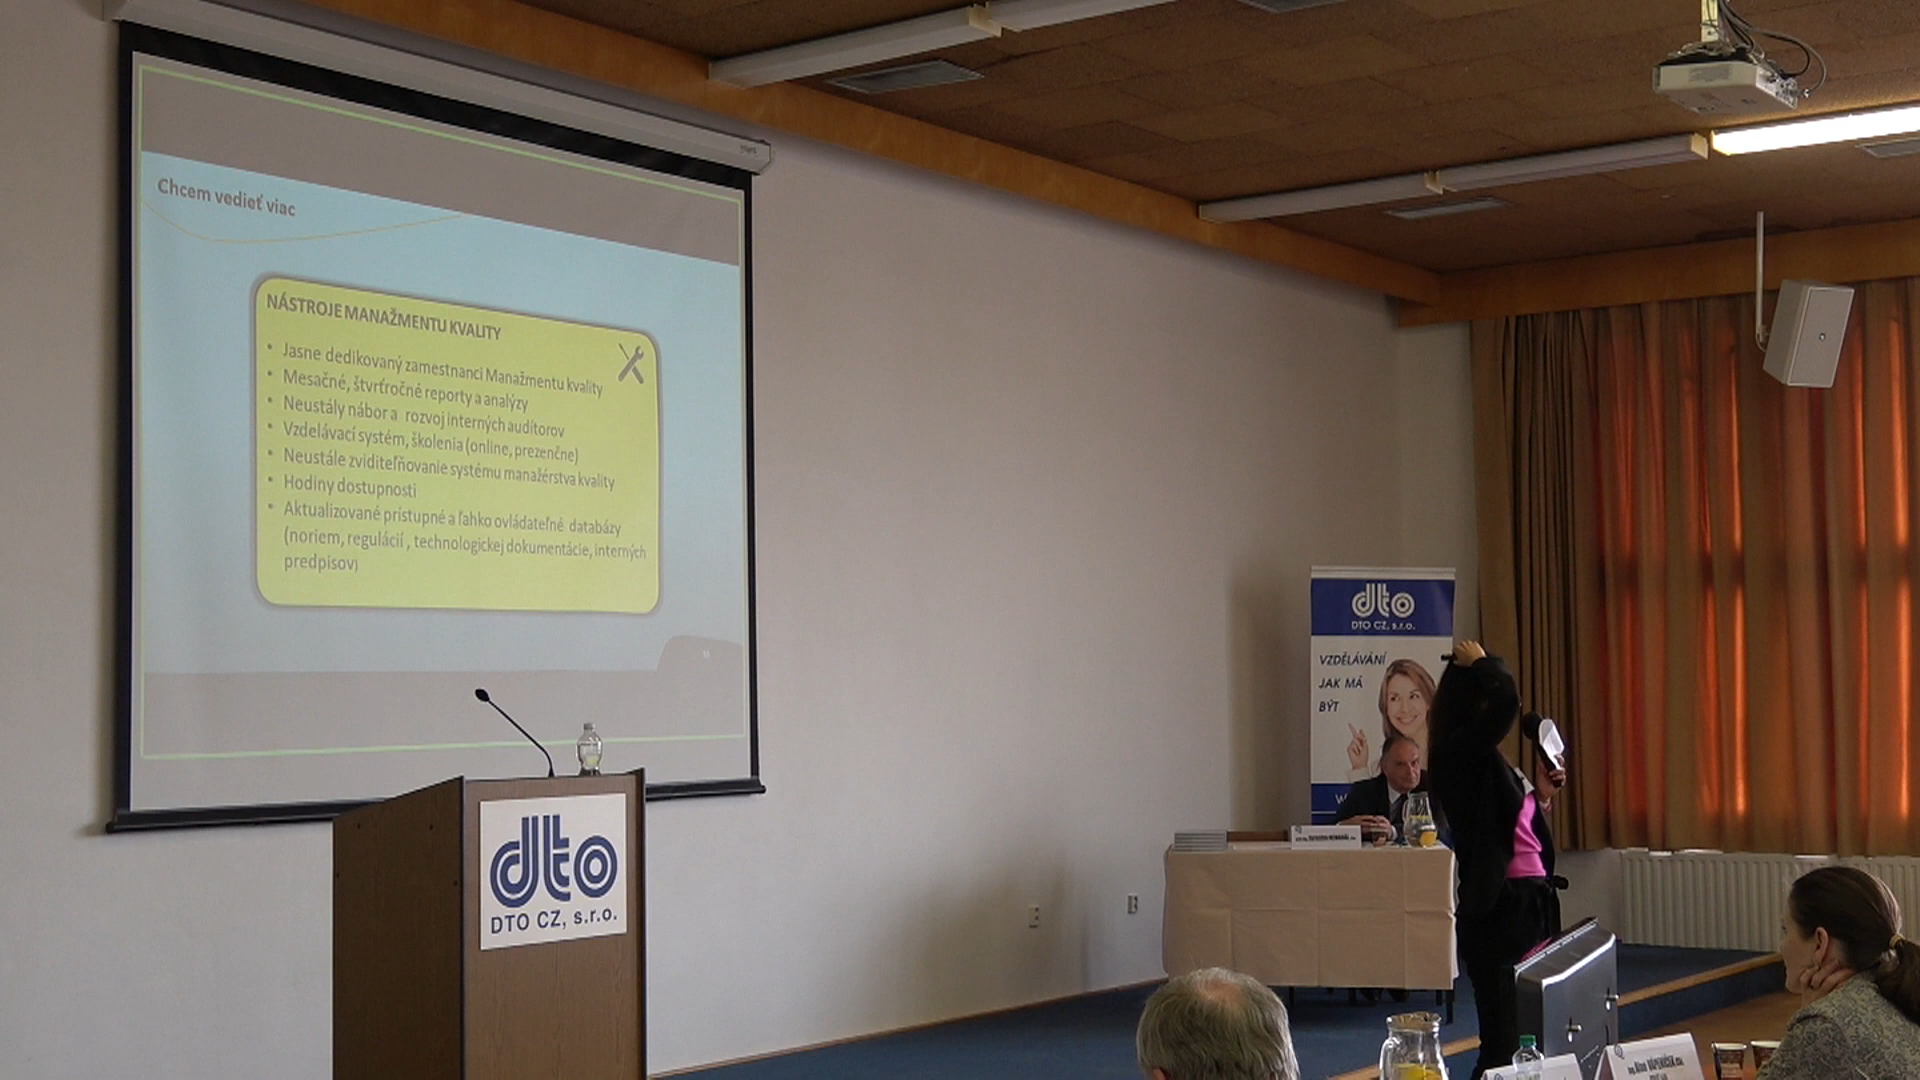 Chcem vedieť viac
NÁSTROJE MANAŽMENTU KVALITY
• Jasne dedikovaný zamestnanci Manažmentu kvality
• Mesačné, štvrťročné reporty a analýzy
• Neustály nábor a rozvoj interných audítorov
• Vzdelávací systém, školenia (online, prezenčne)
• Neustále zviditeľňovanie systému manažérstva kvality
• Hodiny dostupnosti
• Aktualizované prístupné a ľahko ovládateľné databázy
(noriem, regulácií , technologickej dokumentácie, interných
predpisov)
dto
DTO CZ, s.r.o.
dto
DTO CZ, s.r.o.
VZDĚLÁVÁNÍ
JAK MÁ
BÝT